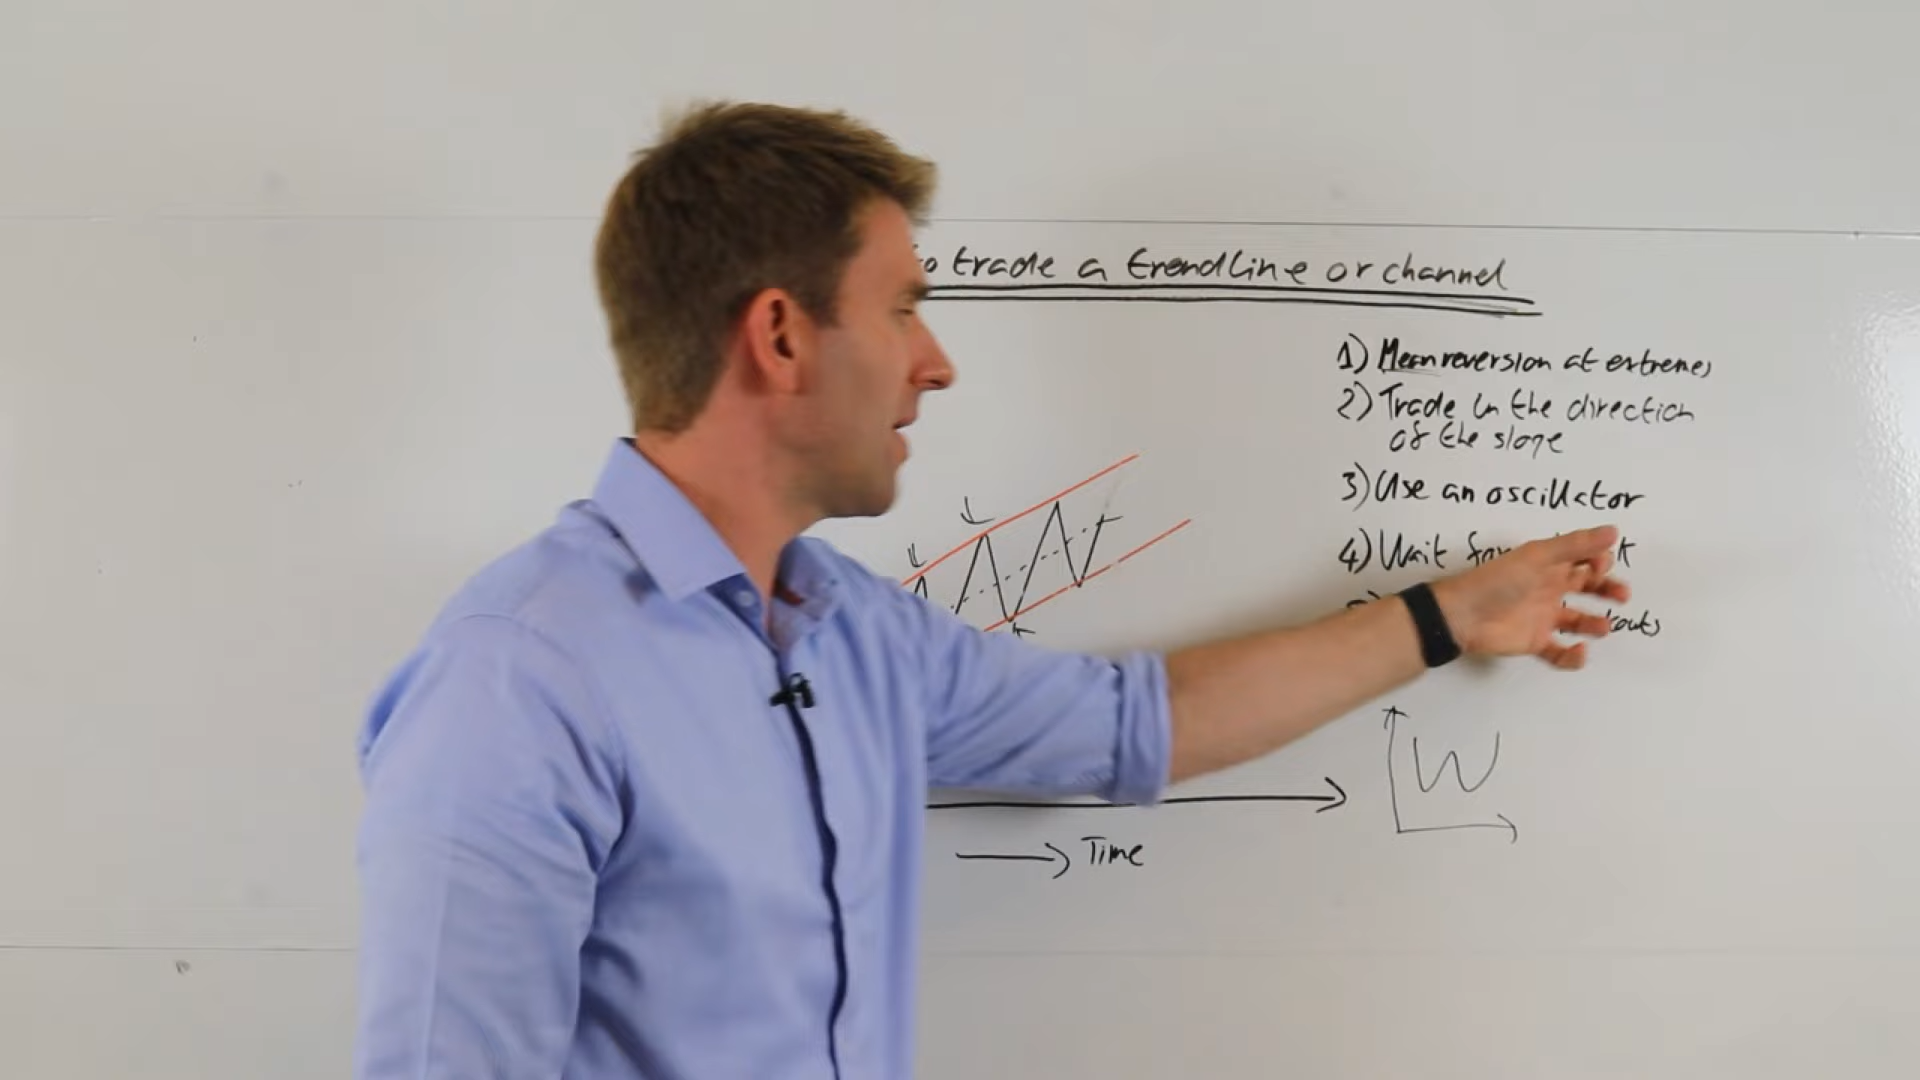 to trade a trendline or channel
1) Mean reversion at extremes
2) Trade in the direction
of the slope
3) Use an oscillator
4) Wait
Time